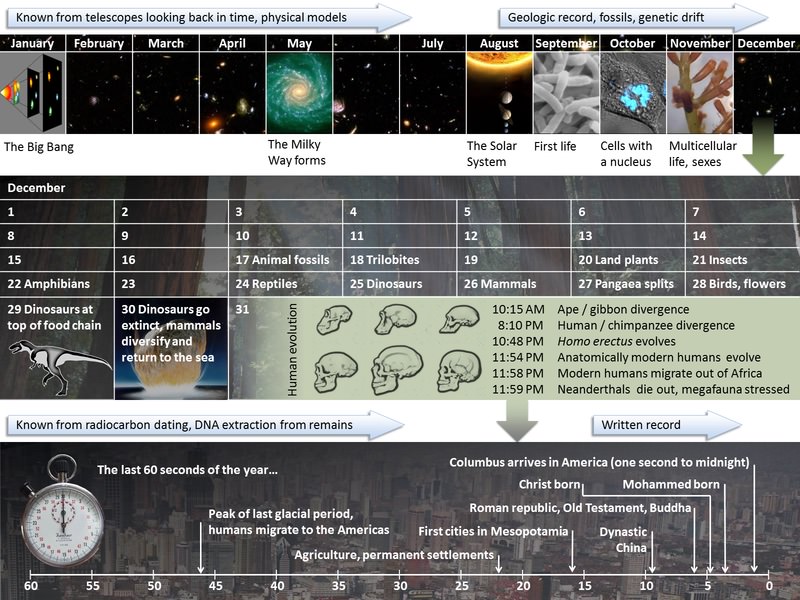 Known from telescopes looking back in time, physical models
Geologic record, fossils, genetic drift
January February March April May July August September October November December
The Big Bang
The Milky
Way forms
The Solar
System
First life
Cells with
a nucleus
Multicellular
life, sexes
December
1 2 3 4 5 6 7
8 9 10 11 12 13 14
15 16 17 Animal fossils 18 Trilobites 19 20 Land plants 21 Insects
22 Amphibians 23 24 Reptiles 25 Dinosaurs 26 Mammals 27 Pangaea splits 28 Birds, flowers
29 Dinosaurs at
top of food chain
30 Dinosaurs go
extinct, mammals
diversify and
return to the sea
31
Human evolution
10:15 AM Ape / gibbon divergence
8:10 PM Human / chimpanzee divergence
10:48 PM Homo erectus evolves
11:54 PM Anatomically modern humans evolve
11:58 PM Modern humans migrate out of Africa
11:59 PM Neanderthals die out, megafauna stressed
Known from radiocarbon dating, DNA extraction from remains
Written record
The last 60 seconds of the year...
Columbus arrives in America (one second to midnight)
Christ born
Mohammed born
Roman republic, Old Testament, Buddha
Peak of last glacial period,
humans migrate to the Americas
First cities in Mesopotamia
Dynastic
China
Agriculture, permanent settlements
60 55 50 45 40 35 30 25 20 15 10 5 0